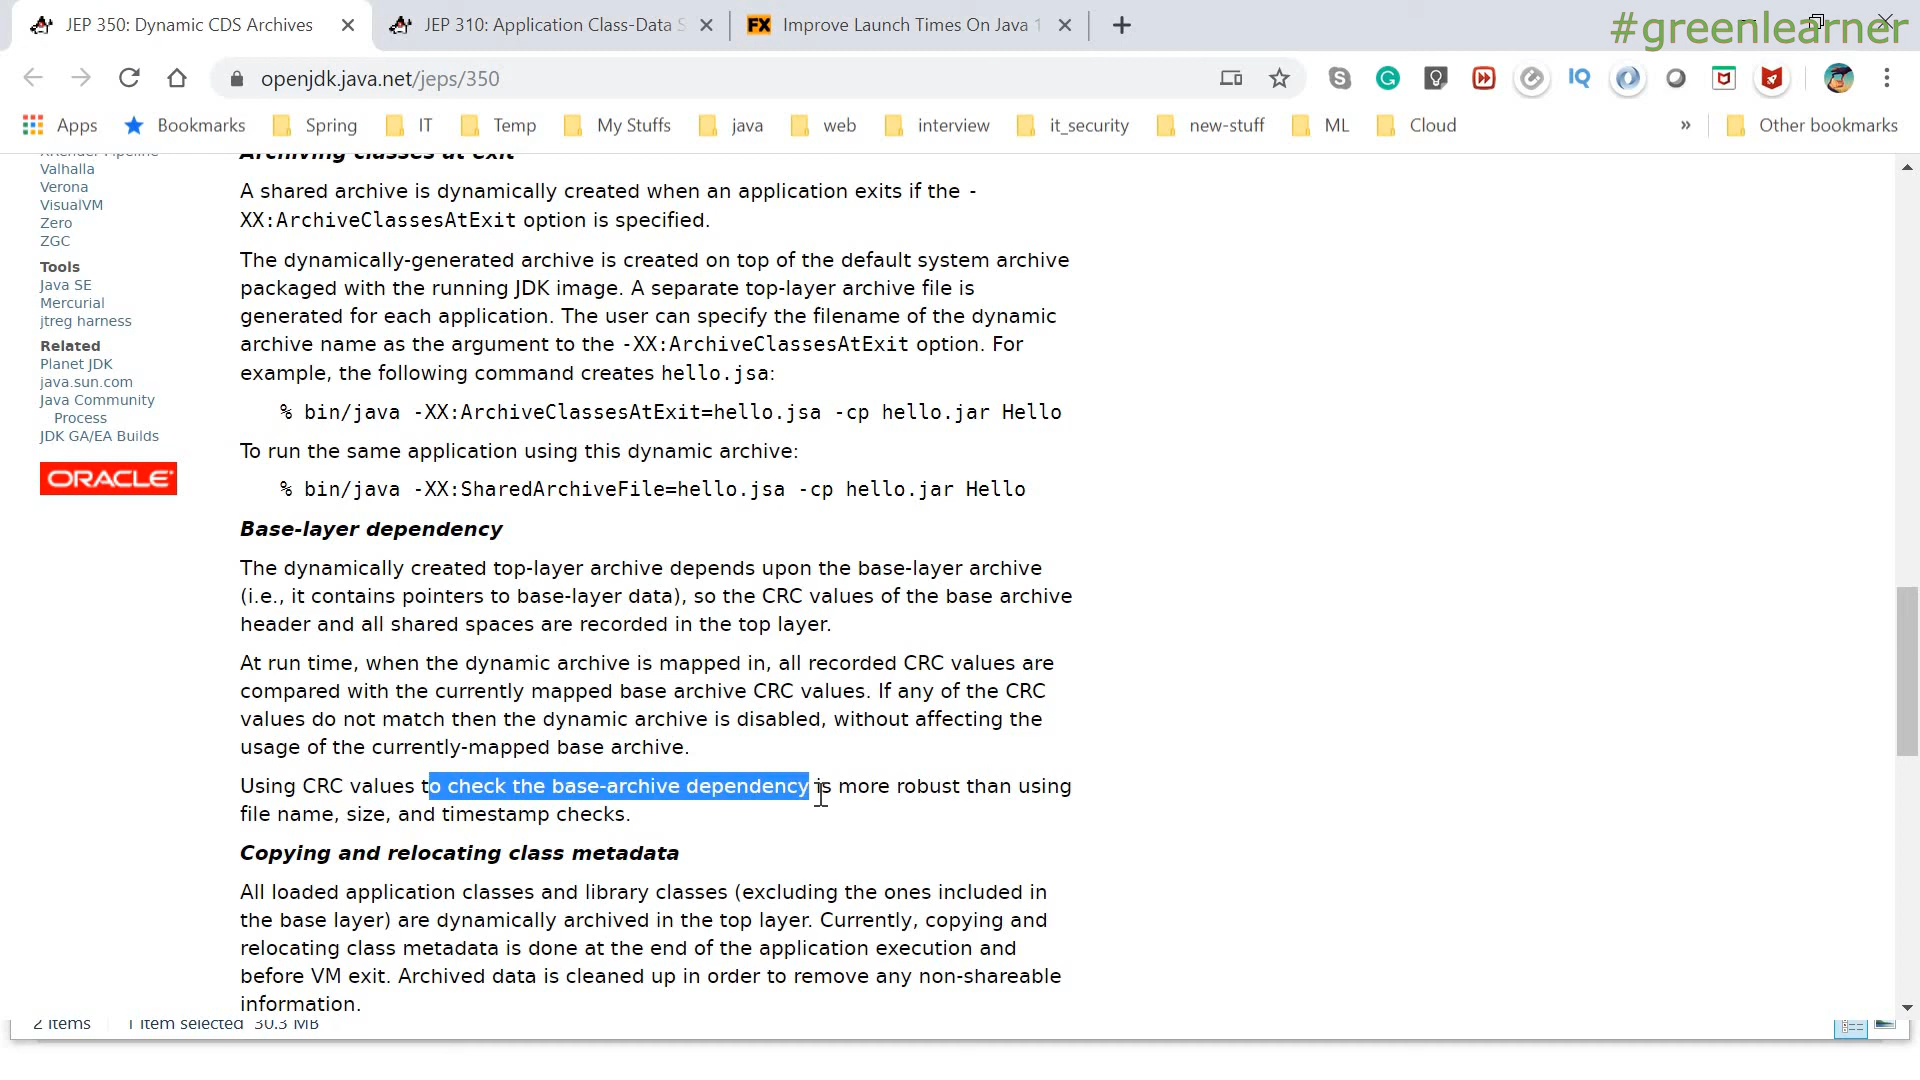 JEP 350: Dynamic CDS Archives
JEP 310: Application Class-Data S
FX Improve Launch Times On Java 1
#greenlearner
openjdk.java.net/jeps/350
Apps Bookmarks Spring IT Temp My Stuffs java web interview it_security new-stuff ML Cloud » Other bookmarks
XRender Pipeline
Valhalla
Verona
VisualVM
Zero
ZGC
Tools
Java SE
Mercurial
jtreg harness
Related
Planet JDK
java.sun.com
Java Community
Process
JDK GA/EA Builds
ORACLE
Archiving classes at exit
A shared archive is dynamically created when an application exits if the -
XX:ArchiveClassesAtExit option is specified.
The dynamically-generated archive is created on top of the default system archive
packaged with the running JDK image. A separate top-layer archive file is
generated for each application. The user can specify the filename of the dynamic
archive name as the argument to the -XX:ArchiveClassesAtExit option. For
example, the following command creates hello.jsa:
% bin/java -XX:ArchiveClassesAtExit=hello.jsa -cp hello.jar Hello
To run the same application using this dynamic archive:
% bin/java -XX:SharedArchiveFile=hello.jsa -cp hello.jar Hello
Base-layer dependency
The dynamically created top-layer archive depends upon the base-layer archive
(i.e., it contains pointers to base-layer data), so the CRC values of the base archive
header and all shared spaces are recorded in the top layer.
At run time, when the dynamic archive is mapped in, all recorded CRC values are
compared with the currently mapped base archive CRC values. If any of the CRC
values do not match then the dynamic archive is disabled, without affecting the
usage of the currently-mapped base archive.
Using CRC values to check the base-archive dependency is more robust than using
file name, size, and timestamp checks.
Copying and relocating class metadata
All loaded application classes and library classes (excluding the ones included in
the base layer) are dynamically archived in the top layer. Currently, copying and
relocating class metadata is done at the end of the application execution and
before VM exit. Archived data is cleaned up in order to remove any non-shareable
information.
2 items 1 item selected 30.3 MB